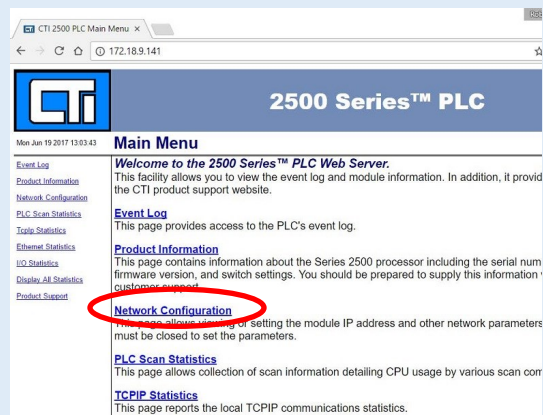 CTI 2500 PLC Main Menu ×
172.18.9.141
CTI
2500 Series™ PLC
Mon Jun 19 2017 13:03:43
Main Menu
Event Log
Product Information
Network Configuration
PLC Scan Statistics
TcpIp Statistics
Ethernet Statistics
I/O Statistics
Display All Statistics
Product Support
Welcome to the 2500 Series™ PLC Web Server.
This facility allows you to view the event log and module information. In addition, it provid
the CTI product support website.
Event Log
This page provides access to the PLC's event log.
Product Information
This page contains information about the Series 2500 processor including the serial num
firmware version, and switch settings. You should be prepared to supply this information
customer support.
Network Configuration
This page allows viewing or setting the module IP address and other network parameters
must be closed to set the parameters.
PLC Scan Statistics
This page allows collection of scan information detailing CPU usage by various scan com
TCPIP Statistics
This page reports the local TCPIP communications statistics.